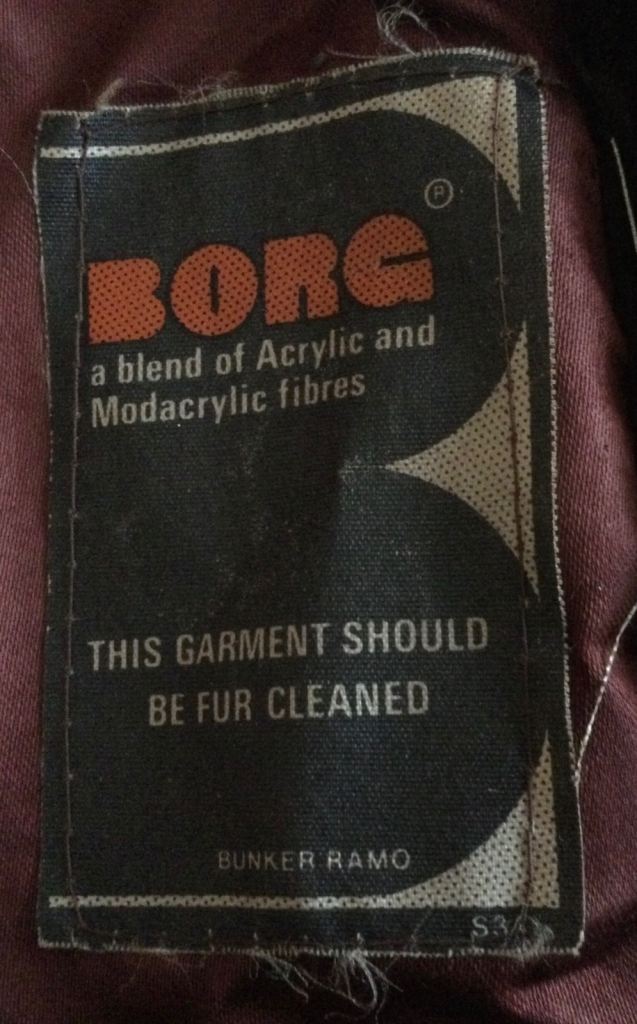 BORG ℗
a blend of Acrylic and
Modacrylic fibres
THIS GARMENT SHOULD
BE FUR CLEANED
BUNKER RAMO